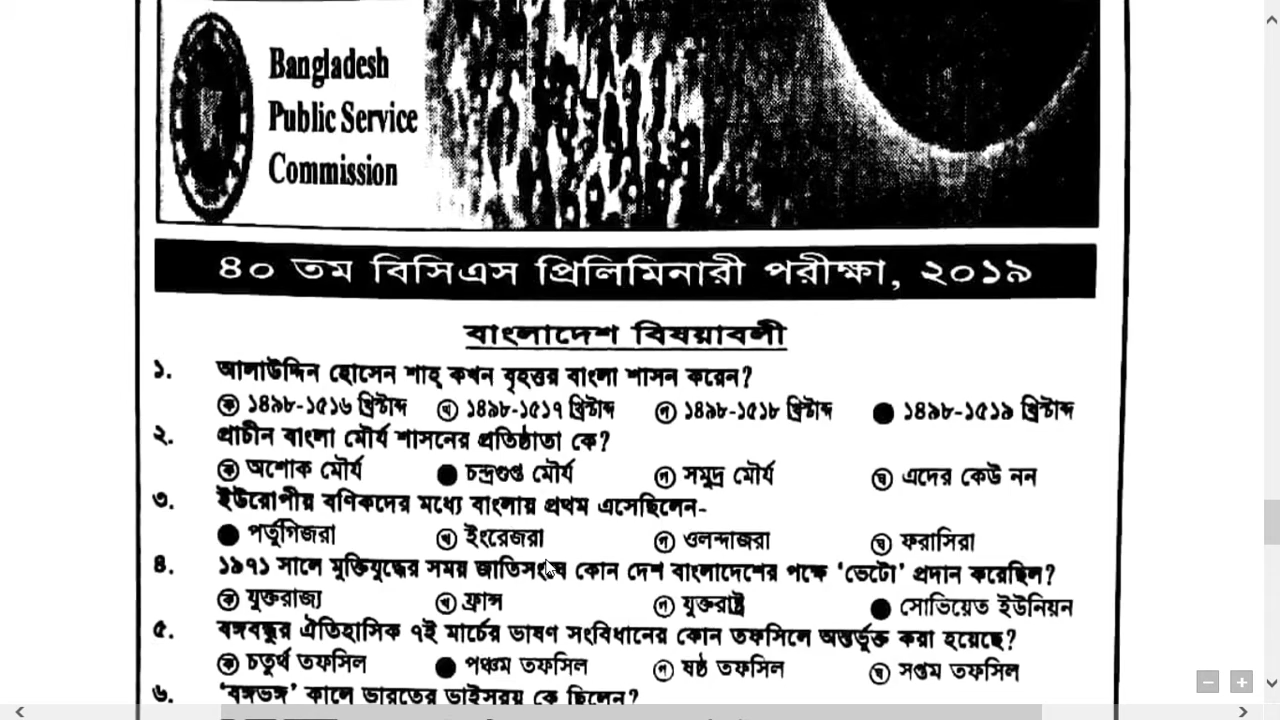 Bangladesh
Public Service
Commission
৪০ তম বিসিএস প্রিলিমিনারী পরীক্ষা, ২০১৯
বাংলাদেশ বিষয়াবলী
১. আলাউদ্দিন হোসেন শাহ্ কখন বৃহত্তর বাংলা শাসন করেন?
ক ১৪৯৮-১৫১৬ খ্রিস্টাব্দ খ ১৪৯৮-১৫১৭ খ্রিস্টাব্দ গ ১৪৯৮-১৫১৮ খ্রিস্টাব্দ ● ১৪৯৮-১৫১৯ খ্রিস্টাব্দ
২. প্রাচীন বাংলা মৌর্য শাসনের প্রতিষ্ঠাতা কে?
ক অশোক মৌর্য ● চন্দ্রগুপ্ত মৌর্য গ সমুদ্র মৌর্য ঘ এদের কেউ নন
৩. ইউরোপীয় বণিকদের মধ্যে বাংলায় প্রথম এসেছিলেন-
● পর্তুগিজরা খ ইংরেজরা গ ওলন্দাজরা ঘ ফরাসিরা
৪. ১৯৭১ সালে মুক্তিযুদ্ধের সময় জাতিসংঘে কোন দেশ বাংলাদেশের পক্ষে ‘ভেটো’ প্রদান করেছিল?
ক যুক্তরাজ্য খ ফ্রান্স গ যুক্তরাষ্ট্র ● সোভিয়েত ইউনিয়ন
৫. বঙ্গবন্ধুর ঐতিহাসিক ৭ই মার্চের ভাষণ সংবিধানের কোন তফসিলে অন্তর্ভুক্ত করা হয়েছে?
ক চতুর্থ তফসিল ● পঞ্চম তফসিল গ ষষ্ঠ তফসিল ঘ সপ্তম তফসিল
৬. ‘বঙ্গভঙ্গ’ কালে ভারতের ভাইসরয় কে ছিলেন?